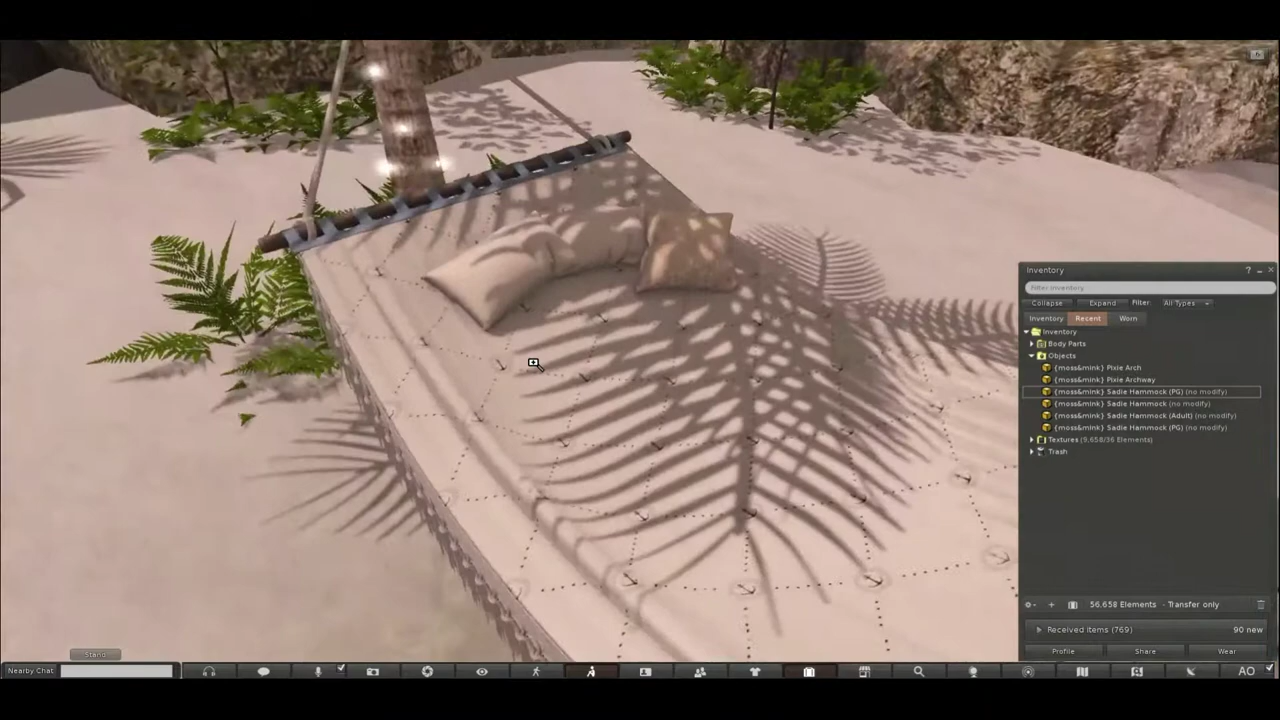 Inventory
? _ ×
Filter Inventory
Collapse Expand Filter: All Types
Inventory Recent Worn
Inventory
Body Parts
Objects
{moss&mink} Pixie Arch
{moss&mink} Pixie Archway
{moss&mink} Sadie Hammock (PG) (no modify)
{moss&mink} Sadie Hammock (no modify)
{moss&mink} Sadie Hammock (Adult) (no modify)
{moss&mink} Sadie Hammock (PG) (no modify)
Textures (9,658/36 Elements)
Trash
56,658 Elements - Transfer only
Received Items (769) 90 new
Profile Share Wear
Stand
Nearby Chat
AO